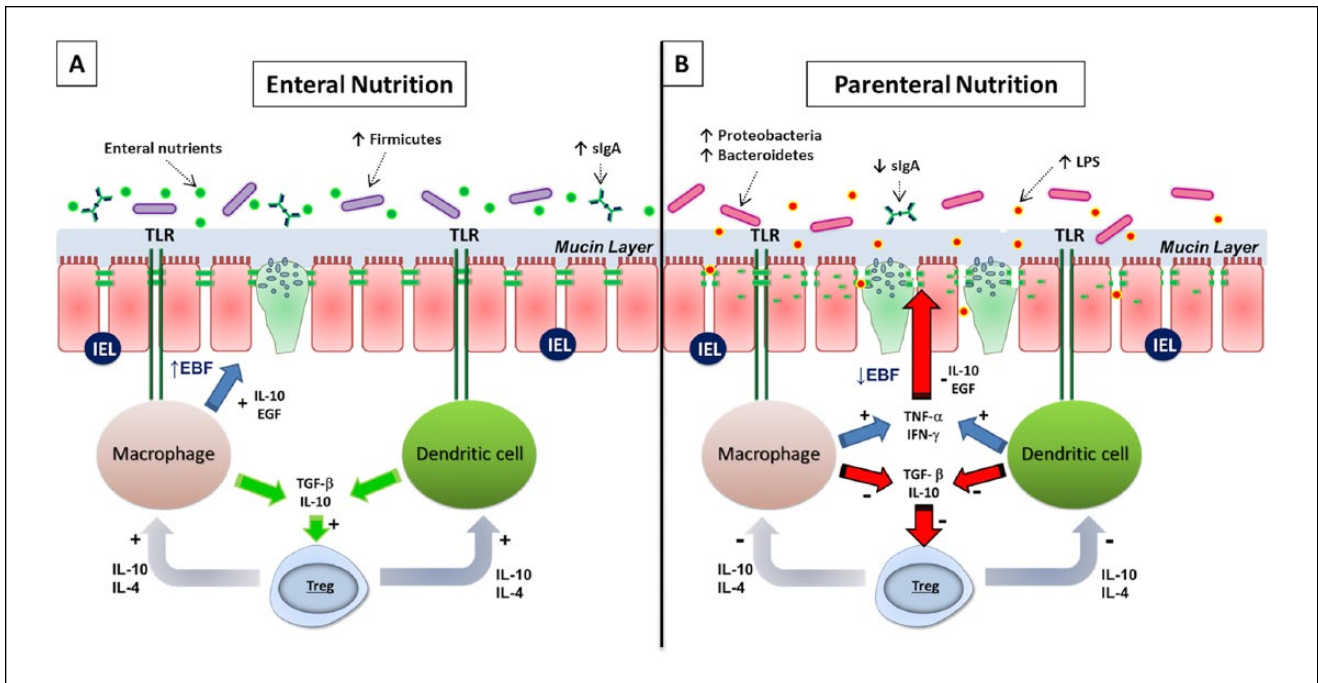 A
Enteral Nutrition
Enteral nutrients
↑ Firmicutes
↑ sIgA
TLR
TLR
Mucin Layer
IEL
IEL
↑EBF
+ IL-10
EGF
Macrophage
Dendritic cell
TGF-β
IL-10
+
+
IL-10
IL-4
+
IL-10
IL-4
Treg
B
Parenteral Nutrition
↑ Proteobacteria
↑ Bacteroidetes
↓ sIgA
↑ LPS
TLR
TLR
Mucin Layer
IEL
IEL
↓EBF
- IL-10
EGF
+
TNF-α
IFN-γ
+
Macrophage
Dendritic cell
TGF- β
IL-10
-
-
-
-
IL-10
IL-4
-
IL-10
IL-4
Treg